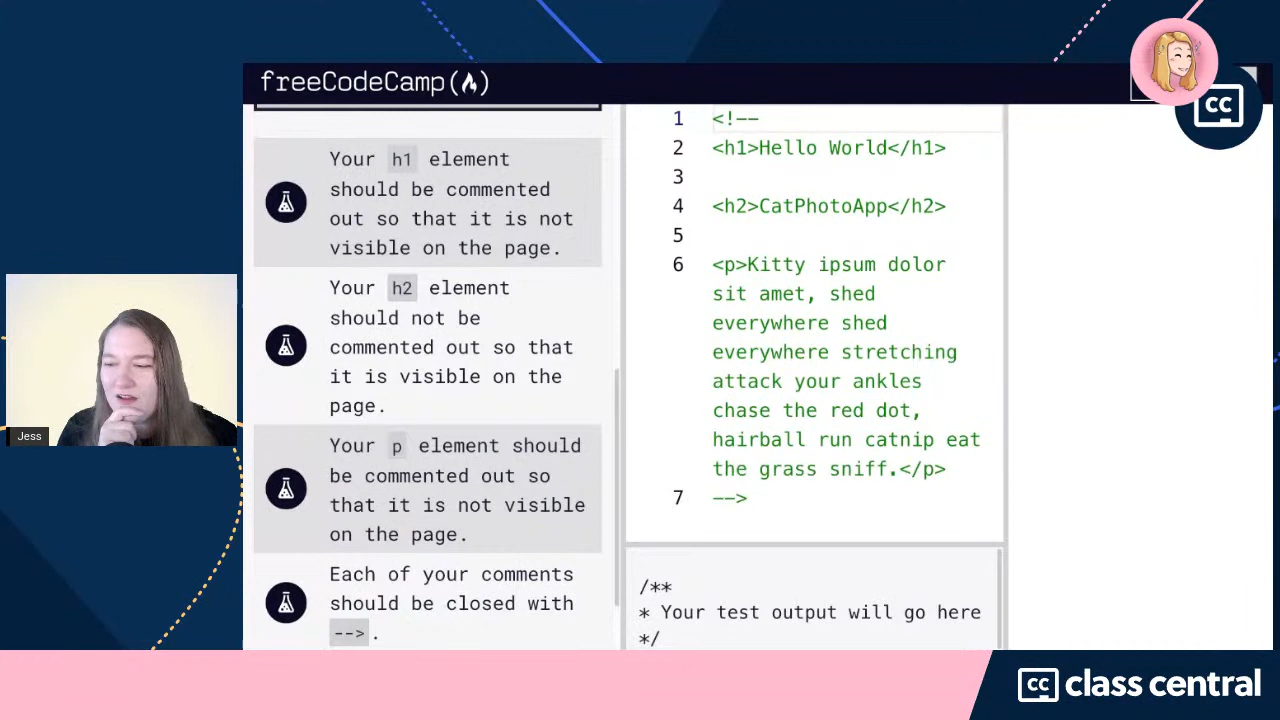 freeCodeCamp
Your h1 element
should be commented
out so that it is not
visible on the page.
Your h2 element
should not be
commented out so that
it is visible on the
page.
Your p element should
be commented out so
that it is not visible
on the page.
Each of your comments
should be closed with
-->.
1 <!--
2 <h1>Hello World</h1>
3
4 <h2>CatPhotoApp</h2>
5
6 <p>Kitty ipsum dolor
sit amet, shed
everywhere shed
everywhere stretching
attack your ankles
chase the red dot,
hairball run catnip eat
the grass sniff.</p>
7 -->
/**
* Your test output will go here
*/
Jess
CC
CC class central